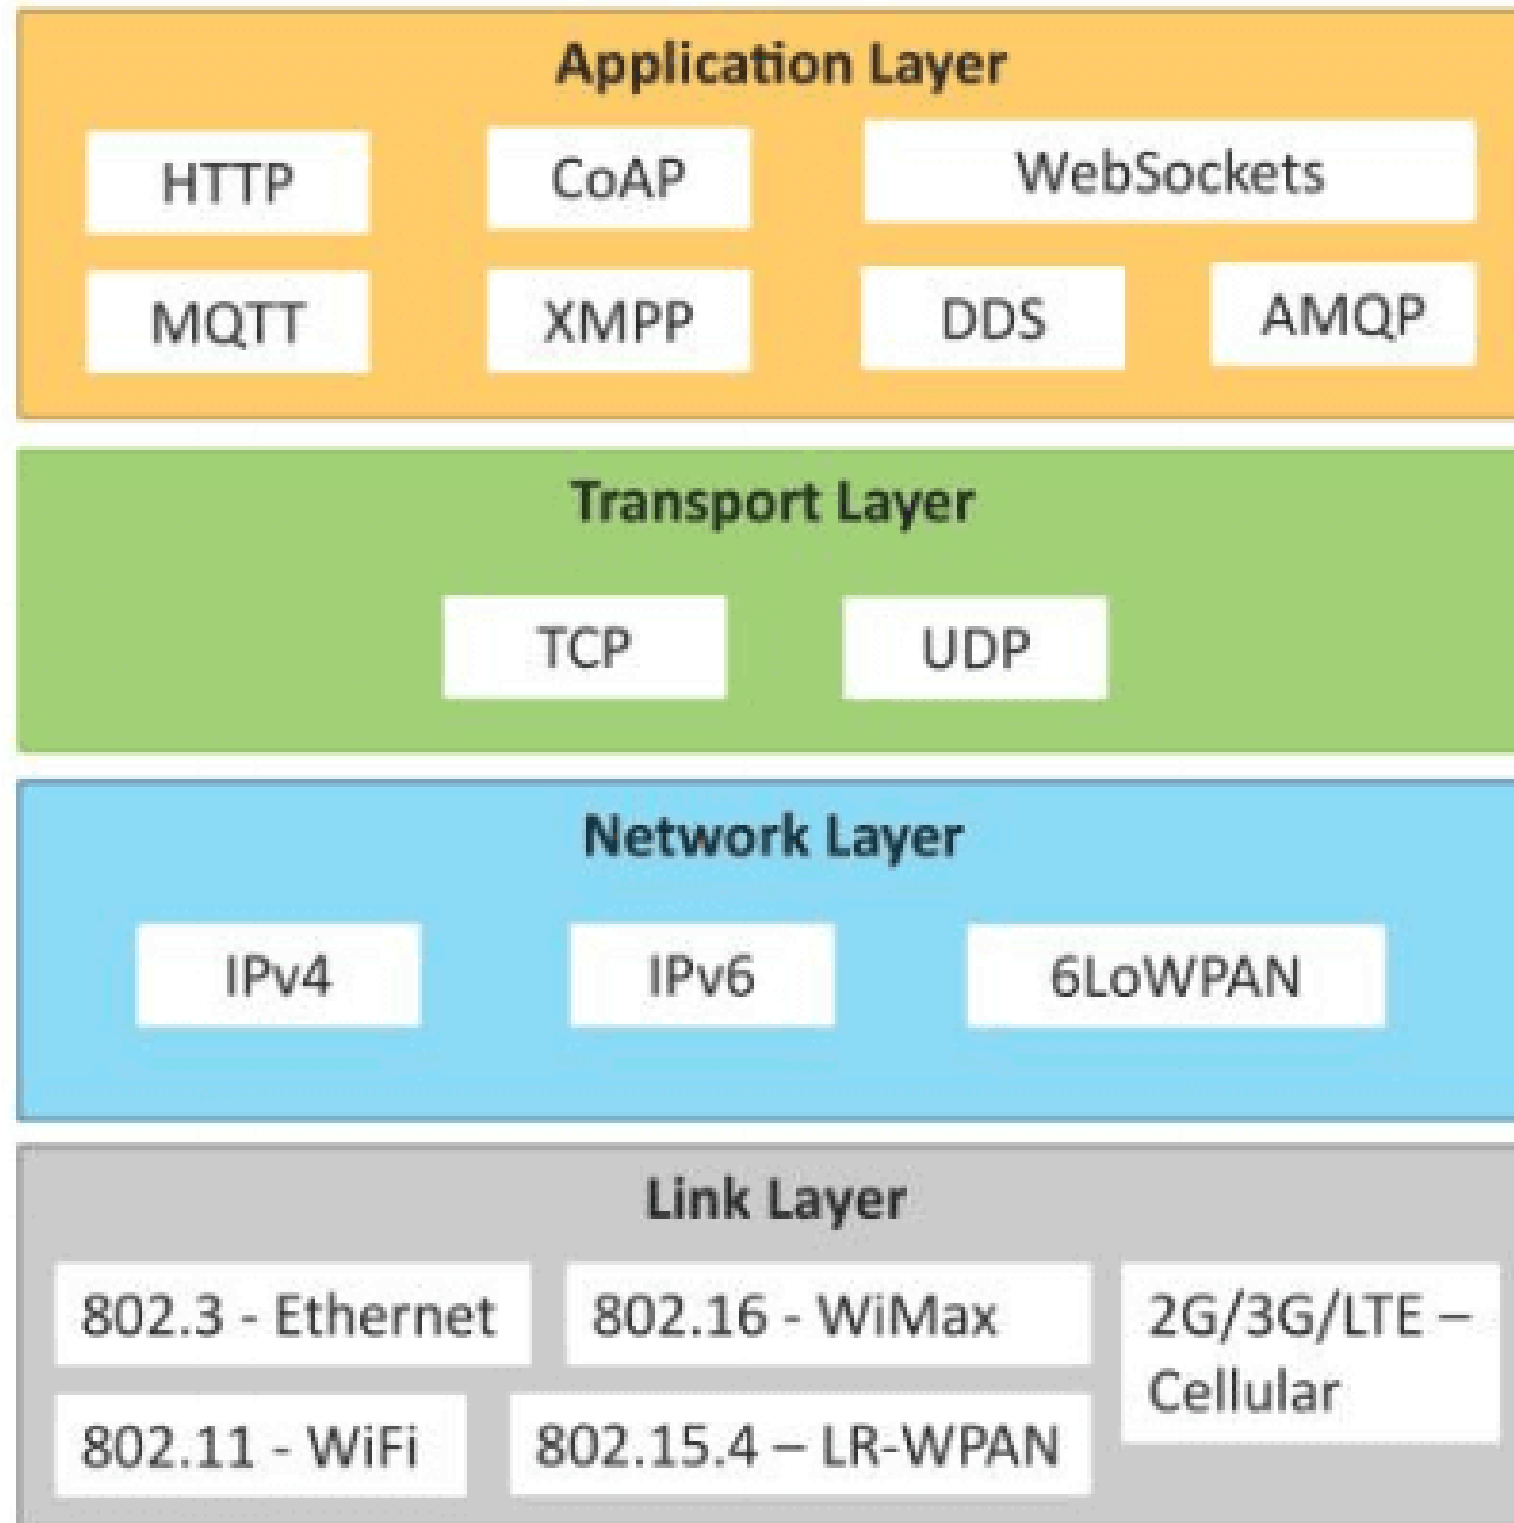 Application Layer
HTTP
CoAP
WebSockets
MQTT
XMPP
DDS
AMQP
Transport Layer
TCP
UDP
Network Layer
IPv4
IPv6
6LoWPAN
Link Layer
802.3 - Ethernet
802.16 - WiMax
2G/3G/LTE –
Cellular
802.11 - WiFi
802.15.4 – LR-WPAN